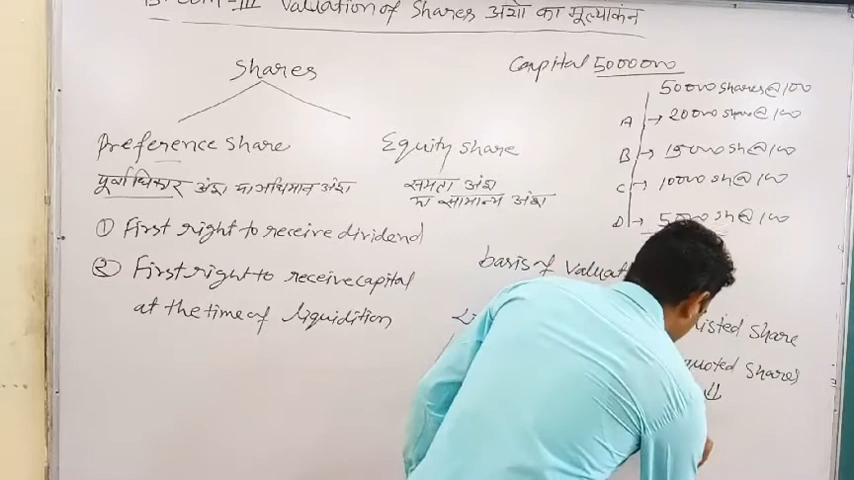 B.com-III Valuation of Shares अंशो का मूल्यांकन
Shares
Preference share
पूर्वाधिकार अंश या अधिमान अंश
① First right to receive dividend
② First right to receive capital
at the time of liquidition
Equity share
समता अंश
या सामान्य अंश
Capital 5000000
50000 shares @ 100
A → 20000 share @ 100
B → 15000 sh @ 100
C → 10000 sh @ 100
D → 5000 sh @ 100
basis of
listed share
quoted shares